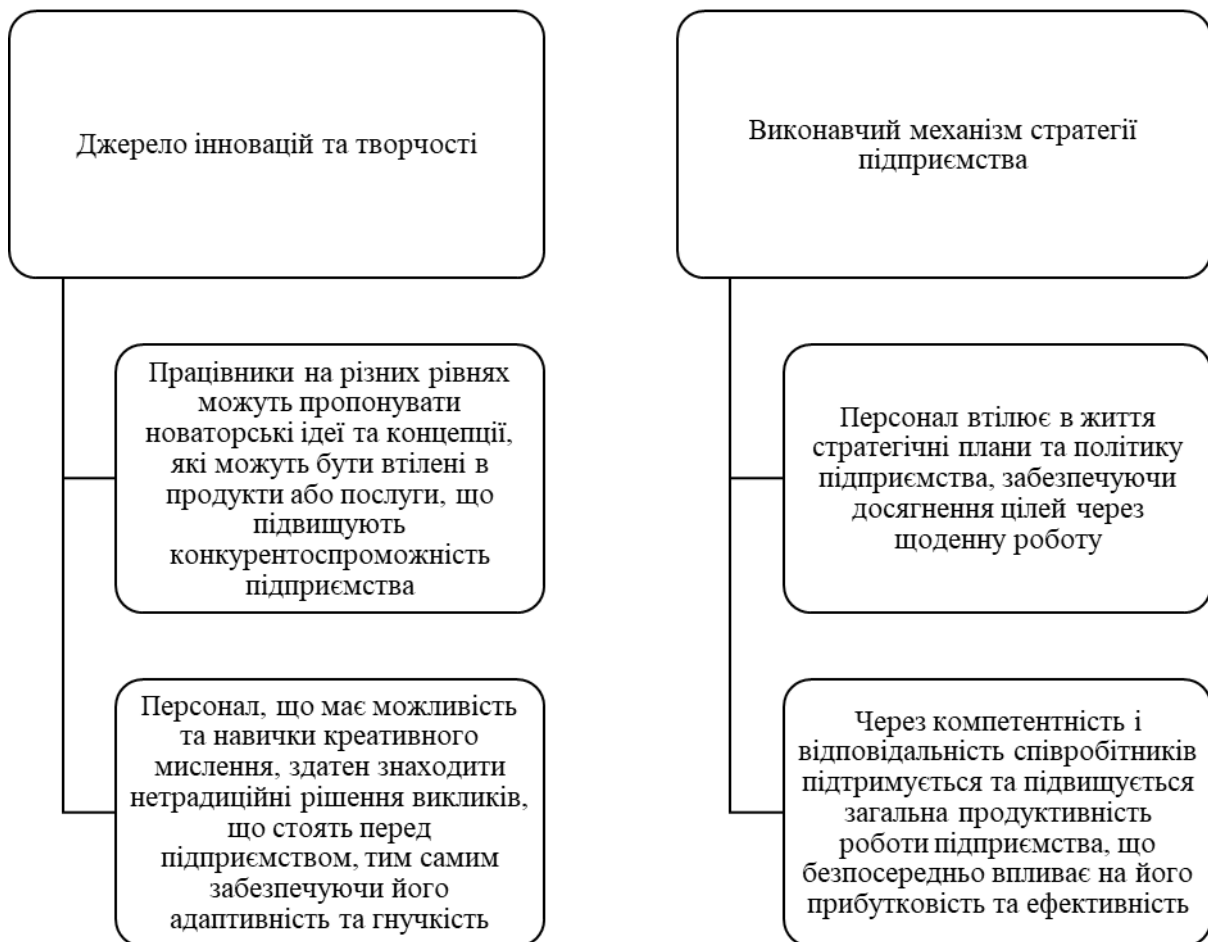 Джерело інновацій та творчості
Працівники на різних рівнях
можуть пропонувати
новаторські ідеї та концепції,
які можуть бути втілені в
продукти або послуги, що
підвищують
конкурентоспроможність
підприємства
Персонал, що має можливість
та навички креативного
мислення, здатен знаходити
нетрадиційні рішення викликів,
що стоять перед
підприємством, тим самим
забезпечуючи його
адаптивність та гнучкість
Виконавчий механізм стратегії
підприємства
Персонал втілює в життя
стратегічні плани та політику
підприємства, забезпечуючи
досягнення цілей через
щоденну роботу
Через компетентність і
відповідальність співробітників
підтримується та підвищується
загальна продуктивність
роботи підприємства, що
безпосередньо впливає на його
прибутковість та ефективність